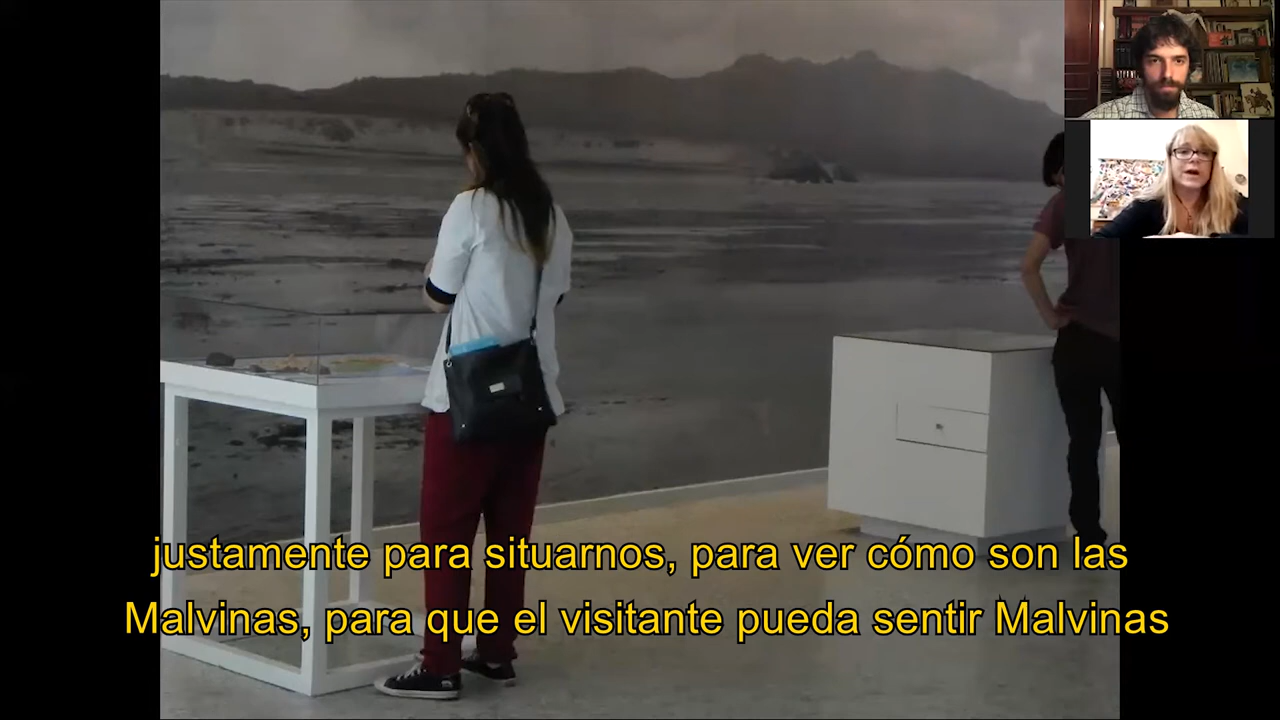 justamente para situarnos, para ver cómo son las
Malvinas, para que el visitante pueda sentir Malvinas